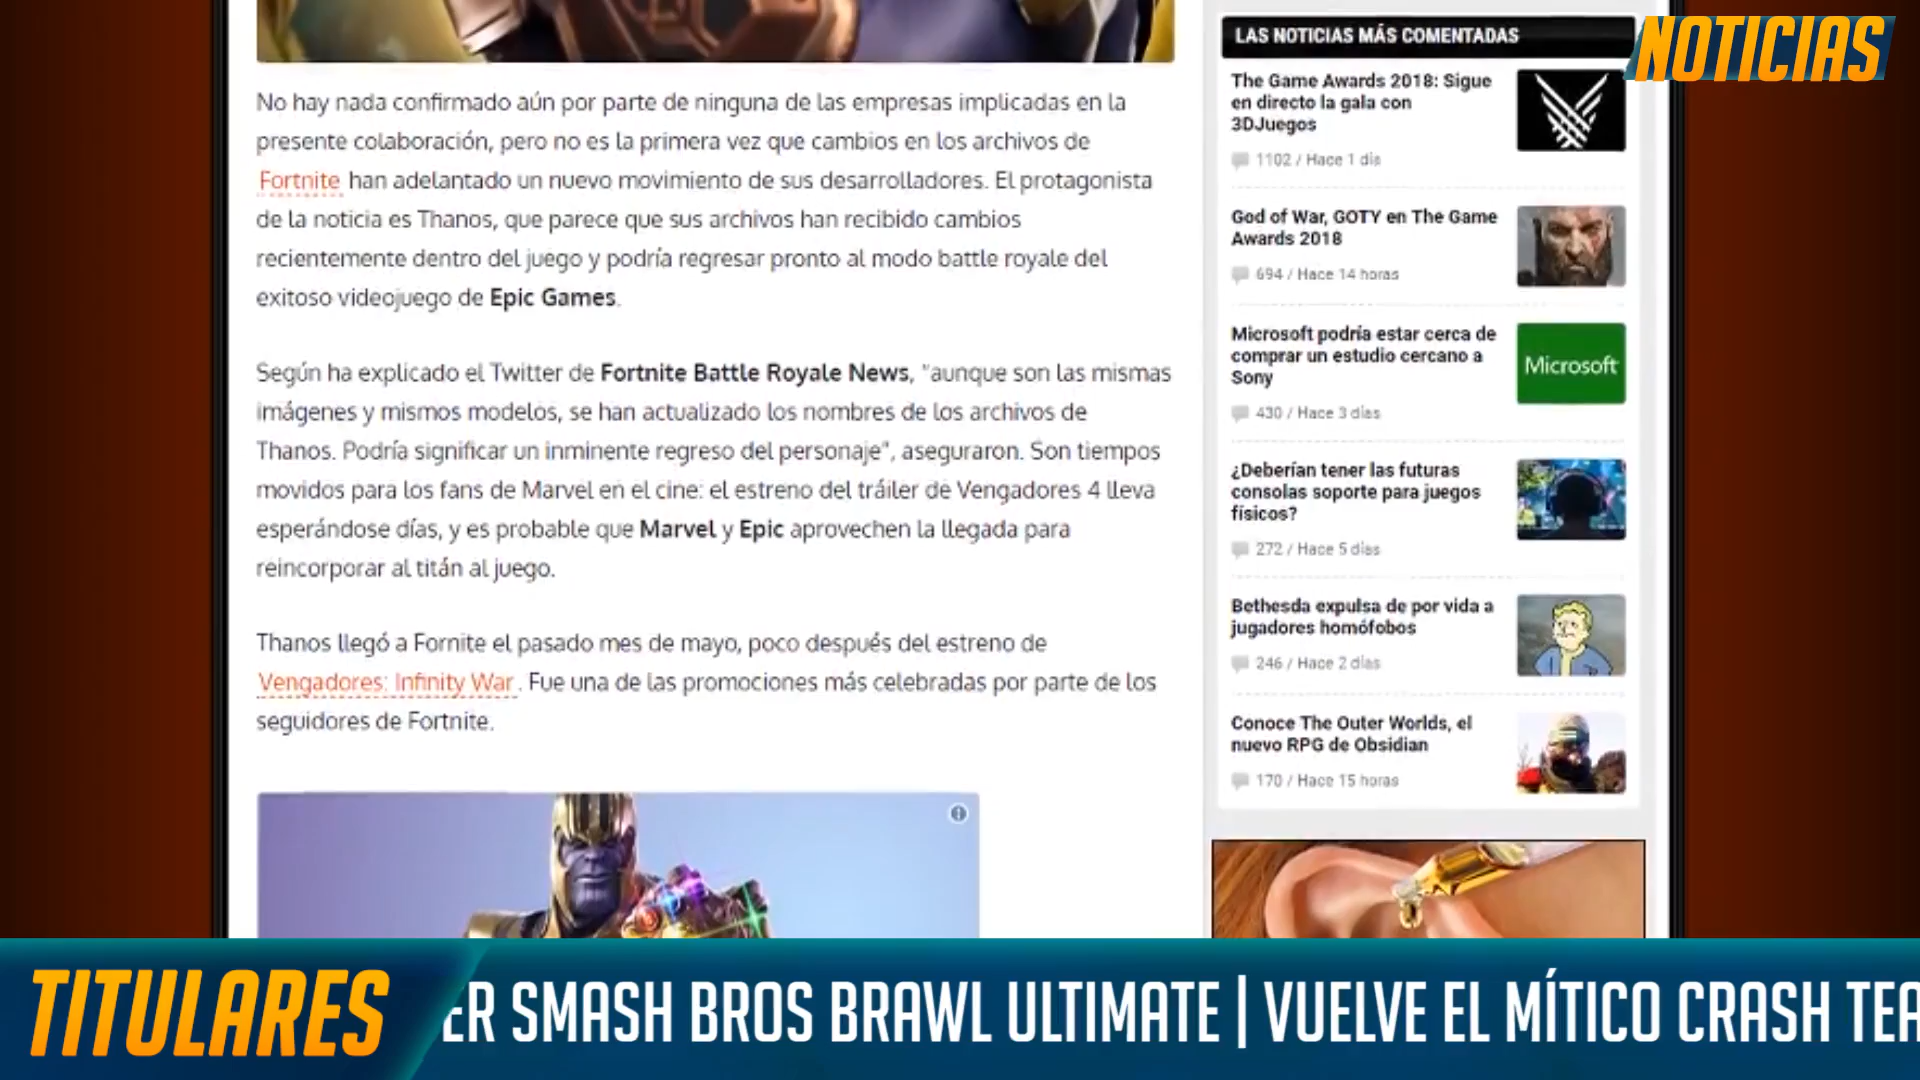 No hay nada confirmado aún por parte de ninguna de las empresas implicadas en la
presente colaboración, pero no es la primera vez que cambios en los archivos de
Fortnite han adelantado un nuevo movimiento de sus desarrolladores. El protagonista
de la noticia es Thanos, que parece que sus archivos han recibido cambios
recientemente dentro del juego y podría regresar pronto al modo battle royale del
exitoso videojuego de Epic Games.
Según ha explicado el Twitter de Fortnite Battle Royale News, "aunque son las mismas
imágenes y mismos modelos, se han actualizado los nombres de los archivos de
Thanos. Podría significar un inminente regreso del personaje", aseguraron. Son tiempos
movidos para los fans de Marvel en el cine: el estreno del tráiler de Vengadores 4 lleva
esperándose días, y es probable que Marvel y Epic aprovechen la llegada para
reincorporar al titán al juego.
Thanos llegó a Fornite el pasado mes de mayo, poco después del estreno de
Vengadores: Infinity War. Fue una de las promociones más celebradas por parte de los
seguidores de Fortnite.
NOTICIAS
LAS NOTICIAS MÁS COMENTADAS
The Game Awards 2018: Sigue
en directo la gala con
3DJuegos
1102 / Hace 1 día
God of War, GOTY en The Game
Awards 2018
694 / Hace 14 horas
Microsoft podría estar cerca de
comprar un estudio cercano a
Sony
430 / Hace 3 días
Microsoft
¿Deberían tener las futuras
consolas soporte para juegos
físicos?
272 / Hace 5 días
Bethesda expulsa de por vida a
jugadores homófobos
246 / Hace 2 días
Conoce The Outer Worlds, el
nuevo RPG de Obsidian
170 / Hace 15 horas
TITULARES
ER SMASH BROS BRAWL ULTIMATE | VUELVE EL MÍTICO CRASH TEA